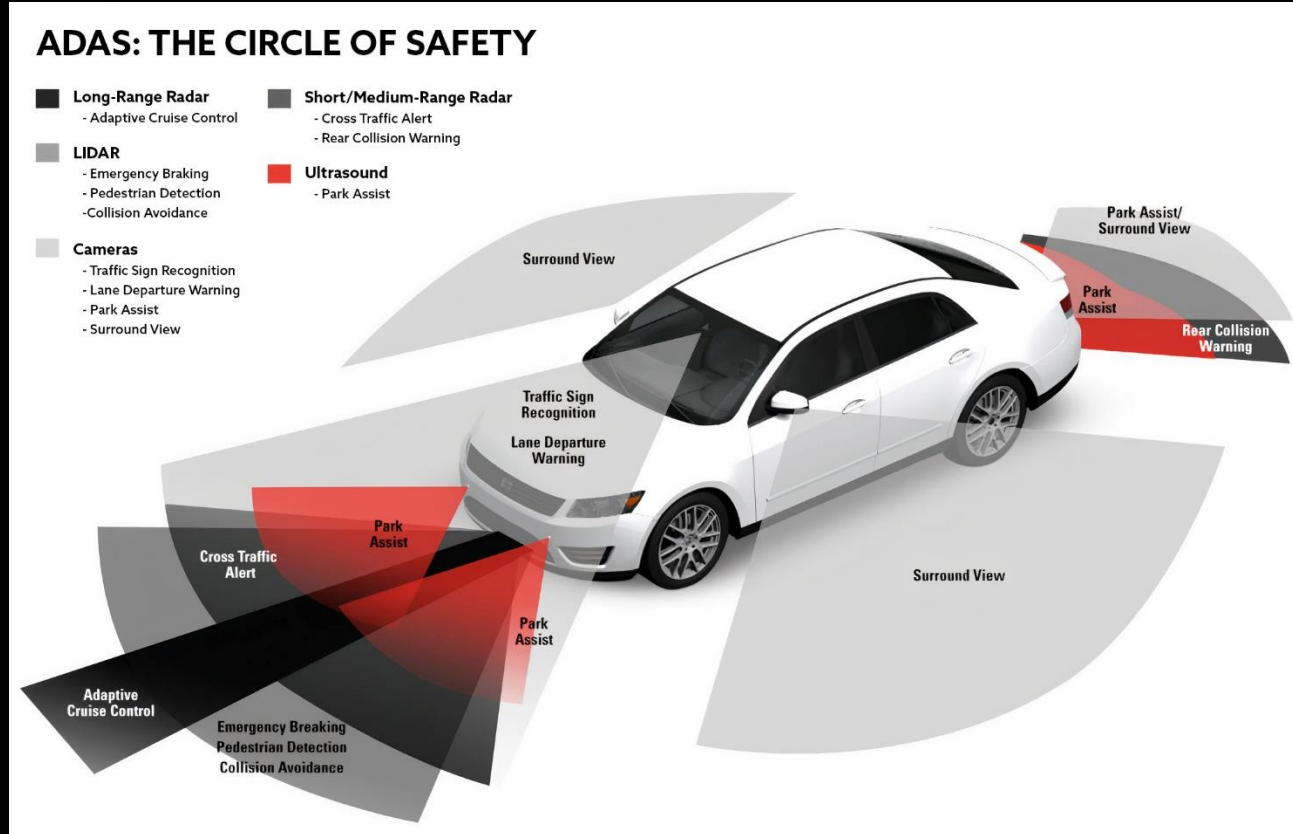 ADAS: THE CIRCLE OF SAFETY
Long-Range Radar
- Adaptive Cruise Control
LIDAR
- Emergency Braking
- Pedestrian Detection
-Collision Avoidance
Cameras
- Traffic Sign Recognition
- Lane Departure Warning
- Park Assist
- Surround View
Short/Medium-Range Radar
- Cross Traffic Alert
- Rear Collision Warning
Ultrasound
- Park Assist
Surround View
Park Assist/
Surround View
Park
Assist
Rear Collision
Warning
Traffic Sign
Recognition
Lane Departure
Warning
Park
Assist
Cross Traffic
Alert
Surround View
Park
Assist
Adaptive
Cruise Control
Emergency Breaking
Pedestrian Detection
Collision Avoidance